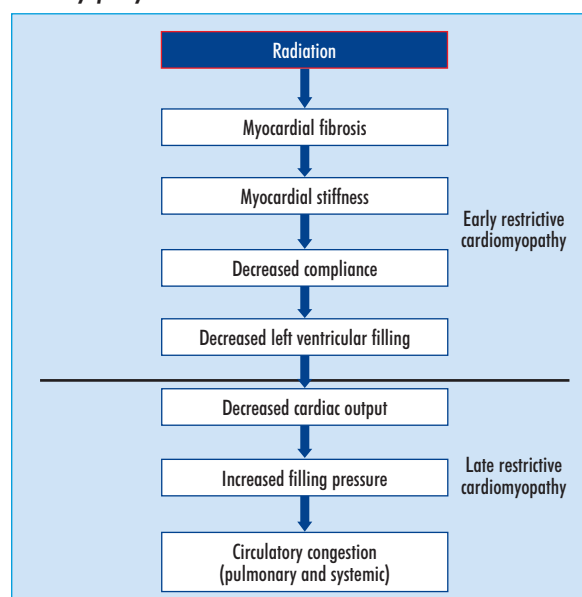 Radiation
Myocardial fibrosis
Myocardial stiffness
Early restrictive
cardiomyopathy
Decreased compliance
Decreased left ventricular filling
Decreased cardiac output
Increased filling pressure
Late restrictive
cardiomyopathy
Circulatory congestion
(pulmonary and systemic)